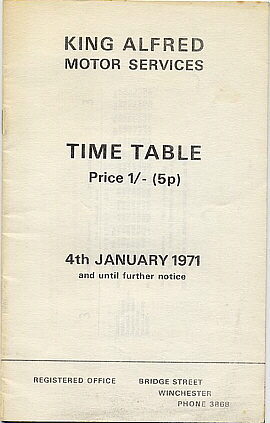 KING ALFRED
MOTOR SERVICES
TIME TABLE
Price 1/- (5p)
4th JANUARY 1971
and until further notice
REGISTERED OFFICE BRIDGE STREET
WINCHESTER
PHONE 3868